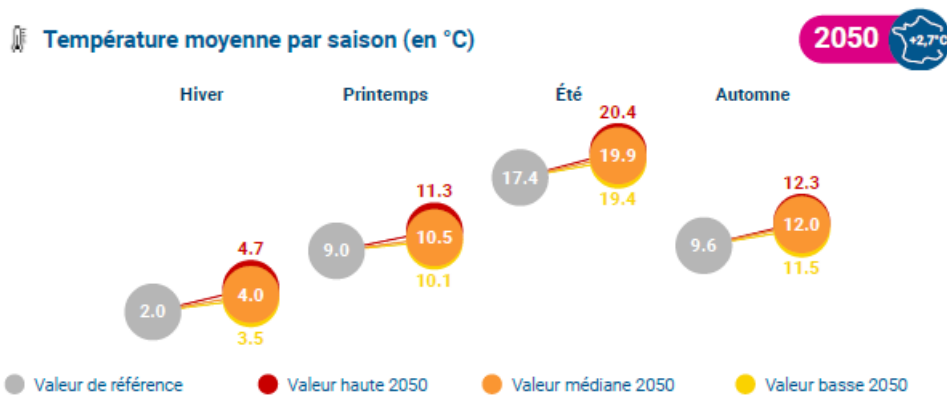 Température moyenne par saison (en °C)
2050
+2,7°C
Hiver
Printemps
Été
Automne
2.0
4.7
4.0
3.5
9.0
11.3
10.5
10.1
17.4
20.4
19.9
19.4
9.6
12.3
12.0
11.5
Valeur de référence
Valeur haute 2050
Valeur médiane 2050
Valeur basse 2050